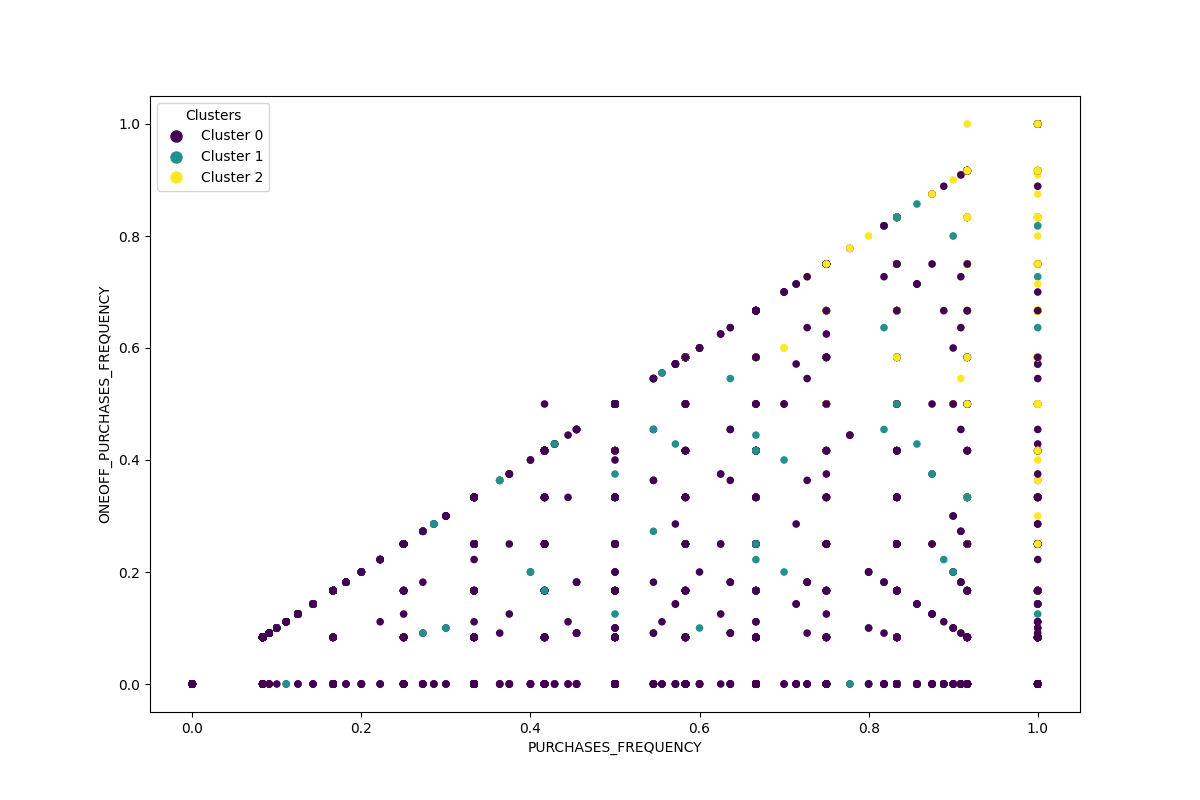 Clusters
Cluster 0
Cluster 1
Cluster 2
1.0
0.8
0.6
0.4
0.2
0.0
ONEOFF_PURCHASES_FREQUENCY
0.0 0.2 0.4 0.6 0.8 1.0
PURCHASES_FREQUENCY